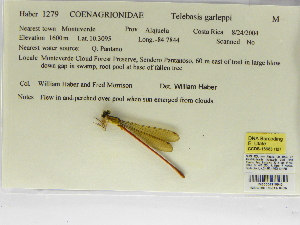 Haber 1279 COENAGRIONIDAE Telebasis garleppi M
Nearest town Monteverde Prov Alajuela Costa Rica 8/24/2004
Elevation 1600m Lat.10.3095 Long.-84.7944 Scanned No
Nearest water source: Q. Pantano
Locale Monteverde Cloud Forest Preserve, Sendero Pantanoso, 60 m east of trail in large blow
down gap in swamp, root pool at base of fallen tree
Col. William Haber and Fred Morrison Det. William Haber
Notes Flew in and perched over pool when sun emerged from clouds
DNA Barcoding